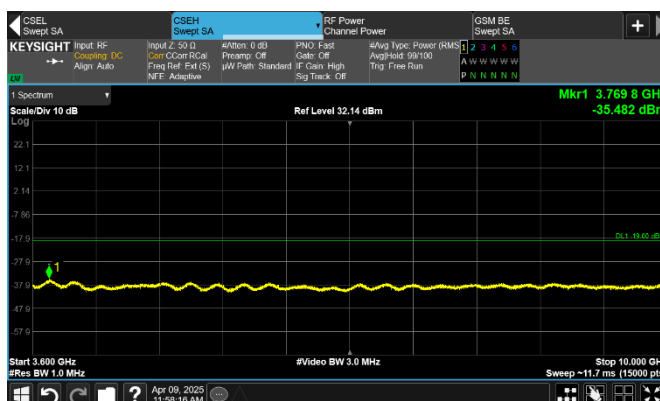 CSEL
Swept SA
CSEH
Swept SA
RF Power
Channel Power
GSM BE
Swept SA
+
KEYSIGHT
Input: RF
Coupling: DC
Align: Auto
Input Z: 50 Ω
Corr CCorr RCal
Freq Ref: Ext (S)
NFE: Adaptive
#Atten: 0 dB
Preamp: Off
µW Path: Standard
PNO: Fast
Gate: Off
IF Gain: High
Sig Track: Off
#Avg Type: Power (RMS
Avg|Hold: 99/100
Trig: Free Run
1 2 3 4 5 6
A W W W W W
P N N N N N
1 Spectrum
Scale/Div 10 dB
Log
Ref Level 32.14 dBm
Mkr1 3.769 8 GH
-35.482 dBr
22.1
12.1
2.14
-7.86
-17.9
-27.9
-37.9
-47.9
-57.9
DL1 -19.00 dB
1
Start 3.600 GHz
#Res BW 1.0 MHz
#Video BW 3.0 MHz
Stop 10.000 GH
Sweep ~11.7 ms (15000 pts
?
Apr 09, 2025
11:58:16 AM